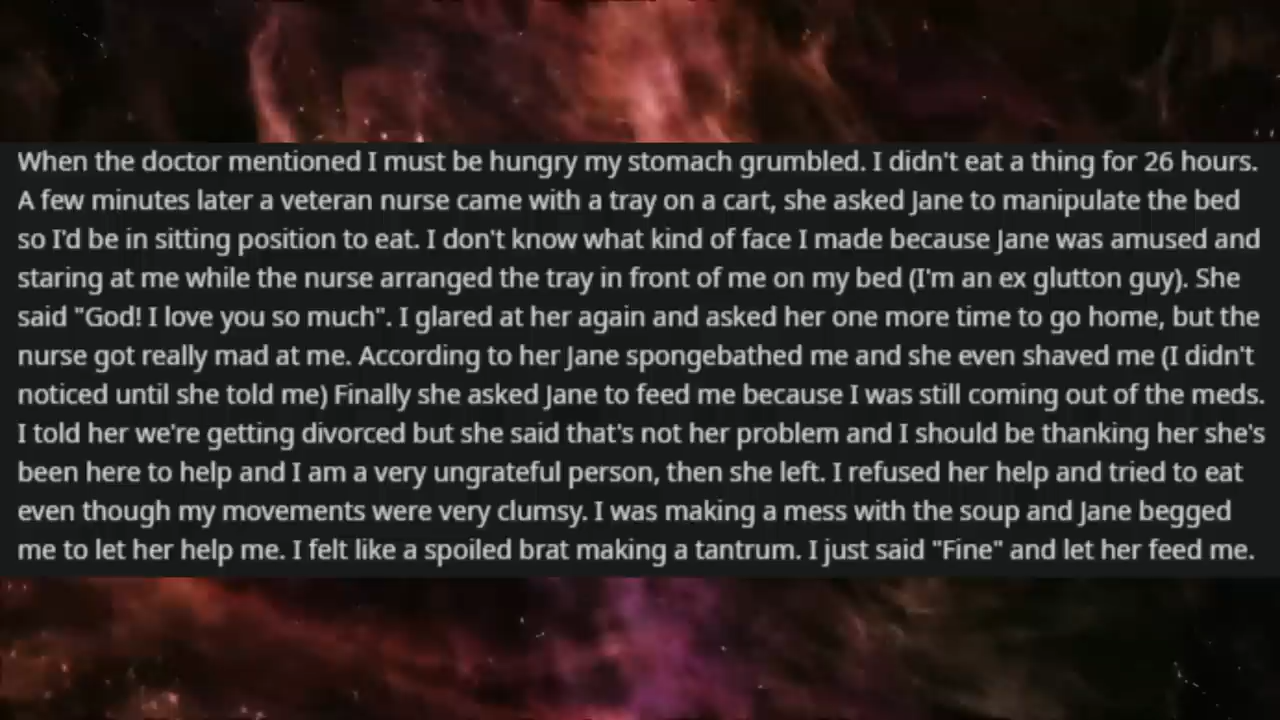 When the doctor mentioned I must be hungry my stomach grumbled. I didn't eat a thing for 26 hours.
A few minutes later a veteran nurse came with a tray on a cart, she asked Jane to manipulate the bed
so I'd be in sitting position to eat. I don't know what kind of face I made because Jane was amused and
staring at me while the nurse arranged the tray in front of me on my bed (I'm an ex glutton guy). She
said "God! I love you so much". I glared at her again and asked her one more time to go home, but the
nurse got really mad at me. According to her Jane spongebathed me and she even shaved me (I didn't
noticed until she told me) Finally she asked Jane to feed me because I was still coming out of the meds.
I told her we're getting divorced but she said that's not her problem and I should be thanking her she's
been here to help and I am a very ungrateful person, then she left. I refused her help and tried to eat
even though my movements were very clumsy. I was making a mess with the soup and Jane begged
me to let her help me. I felt like a spoiled brat making a tantrum. I just said "Fine" and let her feed me.